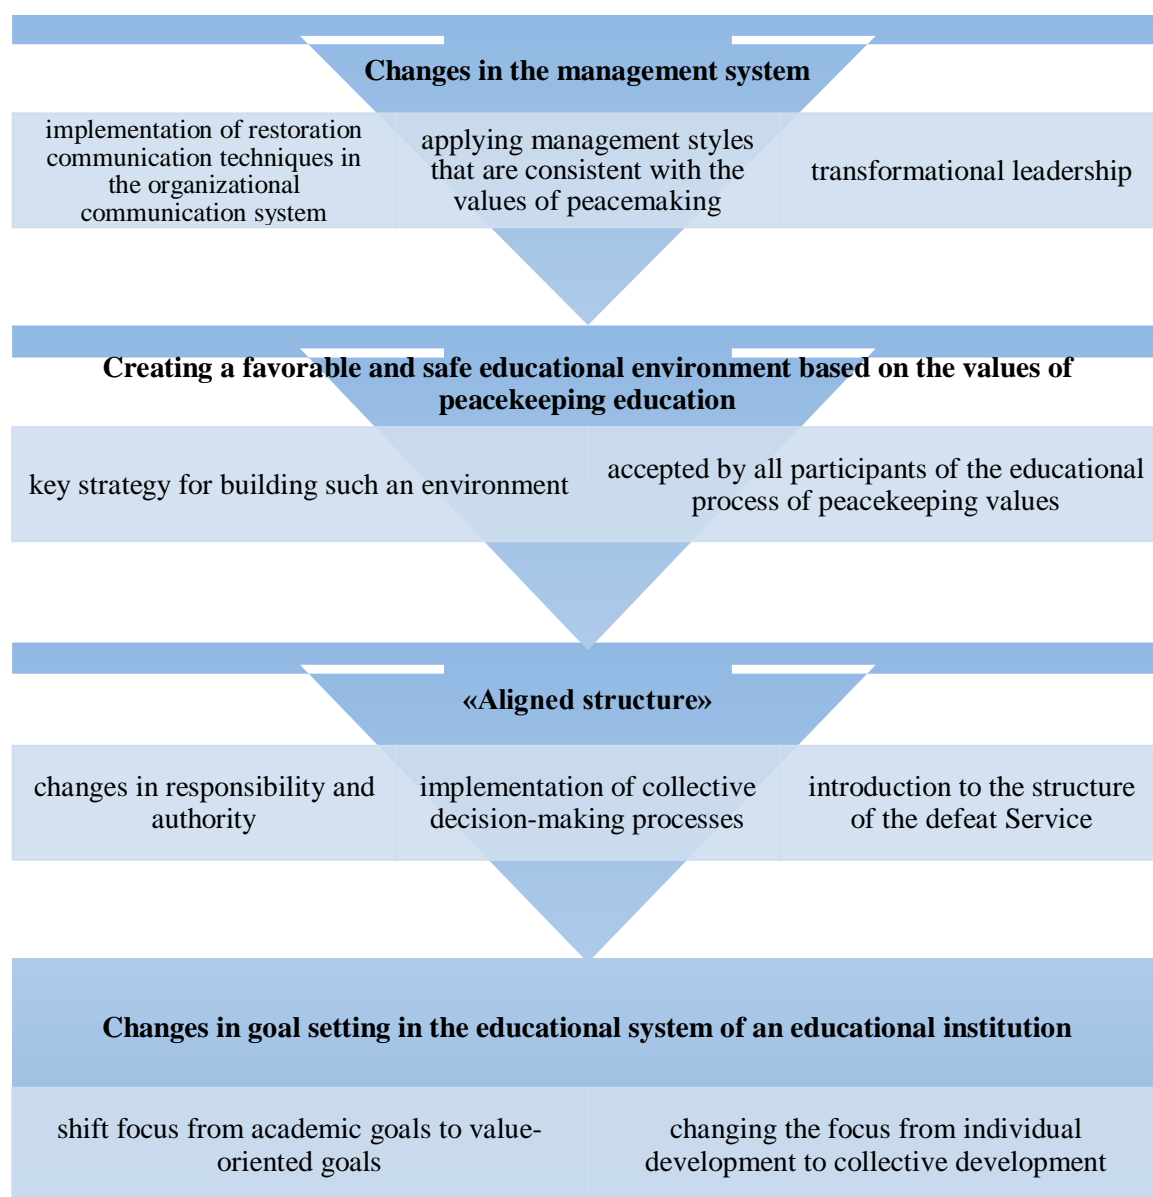 Changes in the management system
implementation of restoration
communication techniques in
the organizational
communication system
applying management styles
that are consistent with the
values of peacemaking
transformational leadership
Creating a favorable and safe educational environment based on the values of
peacekeeping education
key strategy for building such an environment
accepted by all participants of the educational
process of peacekeeping values
«Aligned structure»
changes in responsibility and
authority
implementation of collective
decision-making processes
introduction to the structure
of the defeat Service
Changes in goal setting in the educational system of an educational institution
shift focus from academic goals to value-
oriented goals
changing the focus from individual
development to collective development